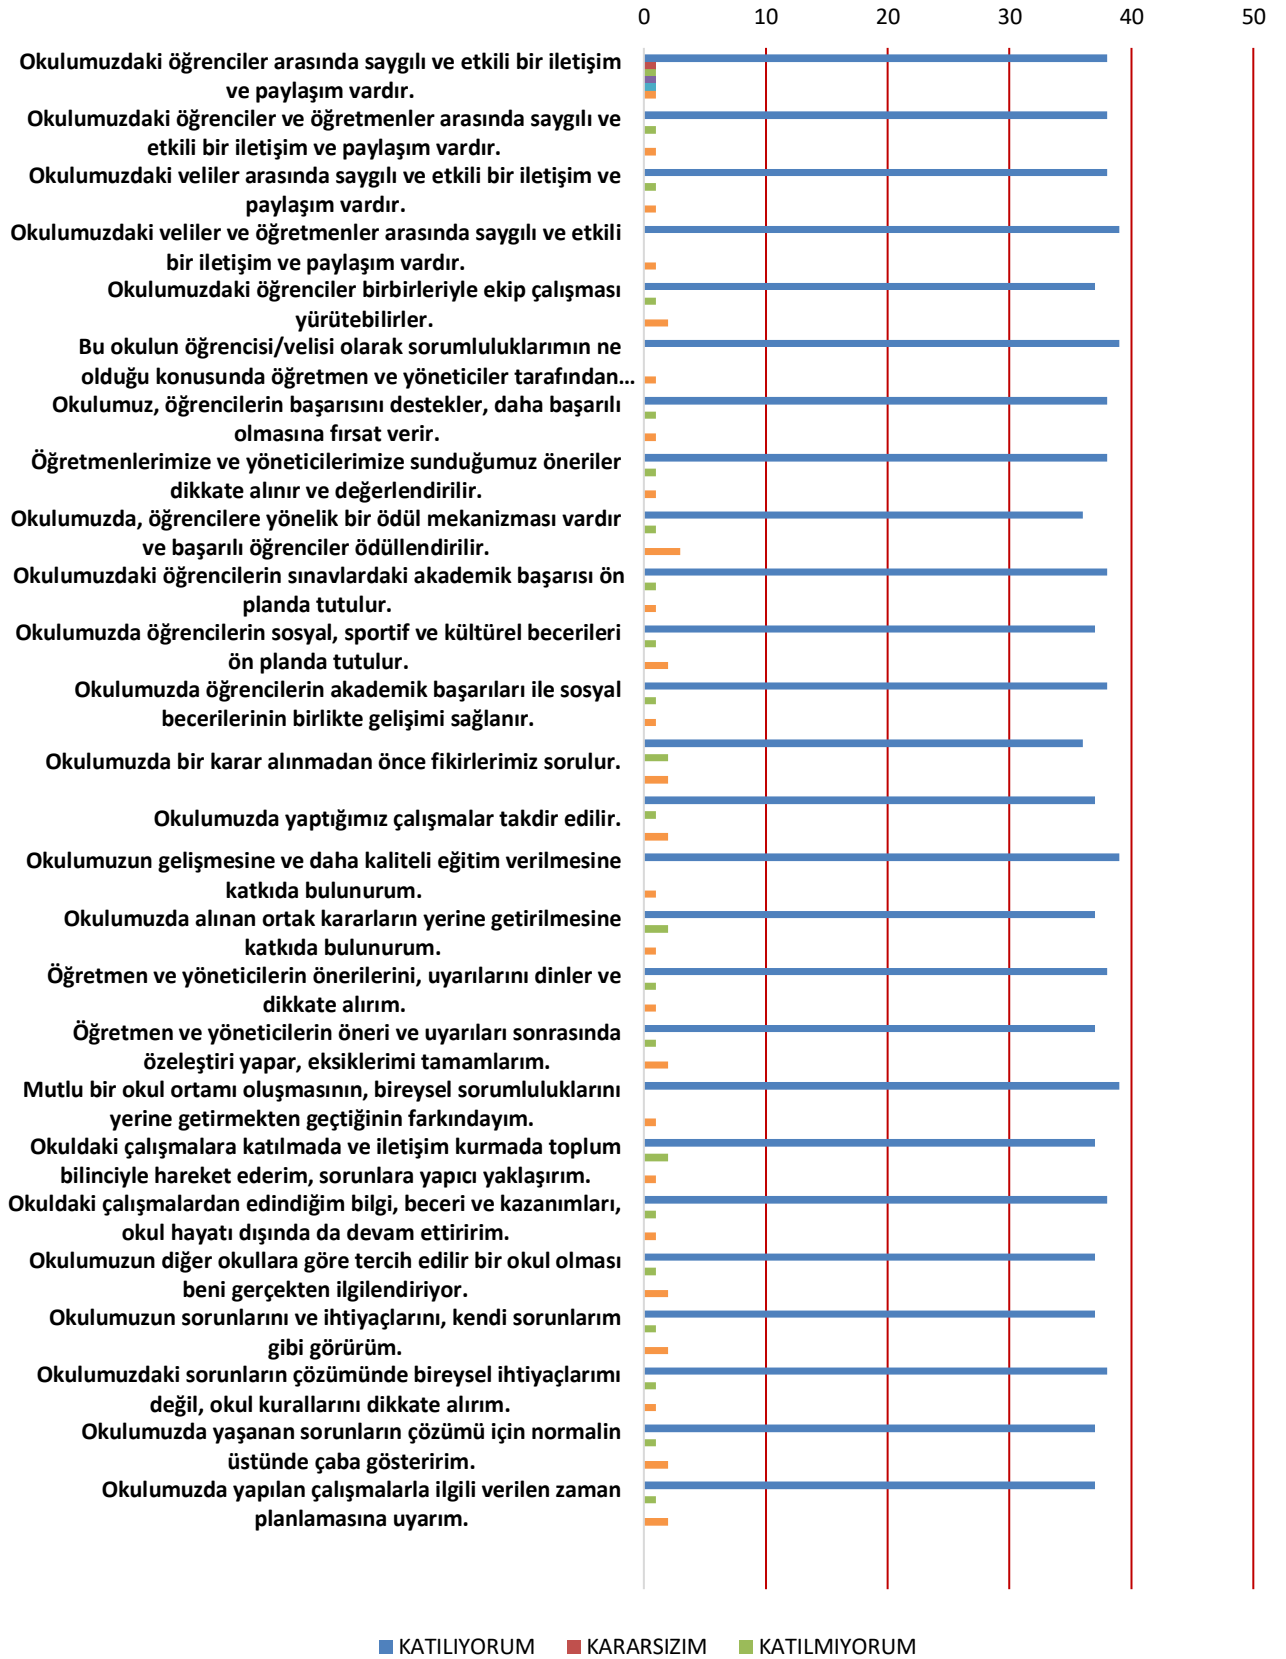 0 10 20 30 40 50
Okulumuzdaki öğrenciler arasında saygılı ve etkili bir iletişim
ve paylaşım vardır.
Okulumuzdaki öğrenciler ve öğretmenler arasında saygılı ve
etkili bir iletişim ve paylaşım vardır.
Okulumuzdaki veliler arasında saygılı ve etkili bir iletişim ve
paylaşım vardır.
Okulumuzdaki veliler ve öğretmenler arasında saygılı ve etkili
bir iletişim ve paylaşım vardır.
Okulumuzdaki öğrenciler birbirleriyle ekip çalışması
yürütebilirler.
Bu okulun öğrencisi/velisi olarak sorumluluklarımın ne
olduğu konusunda öğretmen ve yöneticiler tarafından...
Okulumuz, öğrencilerin başarısını destekler, daha başarılı
olmasına fırsat verir.
Öğretmenlerimize ve yöneticilerimize sunduğumuz öneriler
dikkate alınır ve değerlendirilir.
Okulumuzda, öğrencilere yönelik bir ödül mekanizması vardır
ve başarılı öğrenciler ödüllendirilir.
Okulumuzdaki öğrencilerin sınavlardaki akademik başarısı ön
planda tutulur.
Okulumuzda öğrencilerin sosyal, sportif ve kültürel becerileri
ön planda tutulur.
Okulumuzda öğrencilerin akademik başarıları ile sosyal
becerilerinin birlikte gelişimi sağlanır.
Okulumuzda bir karar alınmadan önce fikirlerimiz sorulur.
Okulumuzda yaptığımız çalışmalar takdir edilir.
Okulumuzun gelişmesine ve daha kaliteli eğitim verilmesine
katkıda bulunurum.
Okulumuzda alınan ortak kararların yerine getirilmesine
katkıda bulunurum.
Öğretmen ve yöneticilerin önerilerini, uyarılarını dinler ve
dikkate alırım.
Öğretmen ve yöneticilerin öneri ve uyarıları sonrasında
özeleştiri yapar, eksiklerimi tamamlarım.
Mutlu bir okul ortamı oluşmasının, bireysel sorumluluklarını
yerine getirmekten geçtiğinin farkındayım.
Okuldaki çalışmalara katılmada ve iletişim kurmada toplum
bilinciyle hareket ederim, sorunlara yapıcı yaklaşırım.
Okuldaki çalışmalardan edindiğim bilgi, beceri ve kazanımları,
okul hayatı dışında da devam ettiririm.
Okulumuzun diğer okullara göre tercih edilir bir okul olması
beni gerçekten ilgilendiriyor.
Okulumuzun sorunlarını ve ihtiyaçlarını, kendi sorunlarım
gibi görürüm.
Okulumuzdaki sorunların çözümünde bireysel ihtiyaçlarımı
değil, okul kurallarını dikkate alırım.
Okulumuzda yaşanan sorunların çözümü için normalin
üstünde çaba gösteririm.
Okulumuzda yapılan çalışmalarla ilgili verilen zaman
planlamasına uyarım.
KATILIYORUM KARARSIZIM KATILMIYORUM